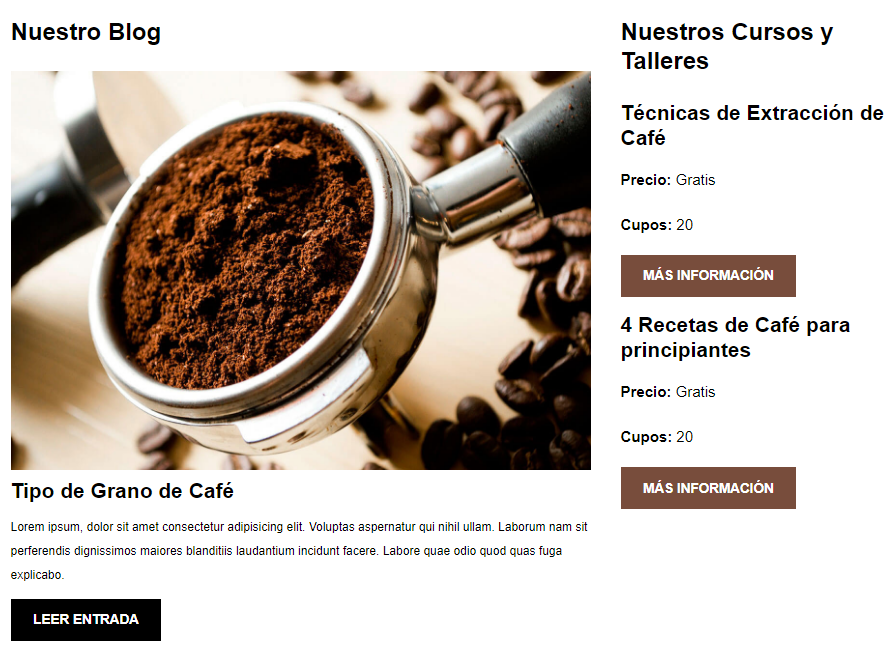 Nuestro Blog
Tipo de Grano de Café
Lorem ipsum, dolor sit amet consectetur adipisicing elit. Voluptas aspernatur qui nihil ullam. Laborum nam sit
perferendis dignissimos maiores blanditiis laudantium incidunt facere. Labore quae odio quod quas fuga
explicabo.
LEER ENTRADA
Nuestros Cursos y
Talleres
Técnicas de Extracción de
Café
Precio: Gratis
Cupos: 20
MÁS INFORMACIÓN
4 Recetas de Café para
principiantes
Precio: Gratis
Cupos: 20
MÁS INFORMACIÓN